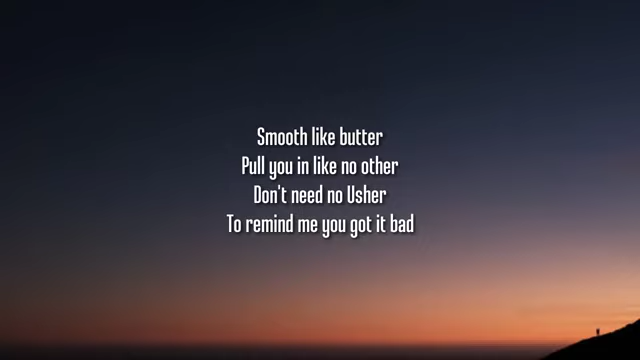 Smooth like butter
Pull you in like no other
Don't need no Usher
To remind me you got it bad